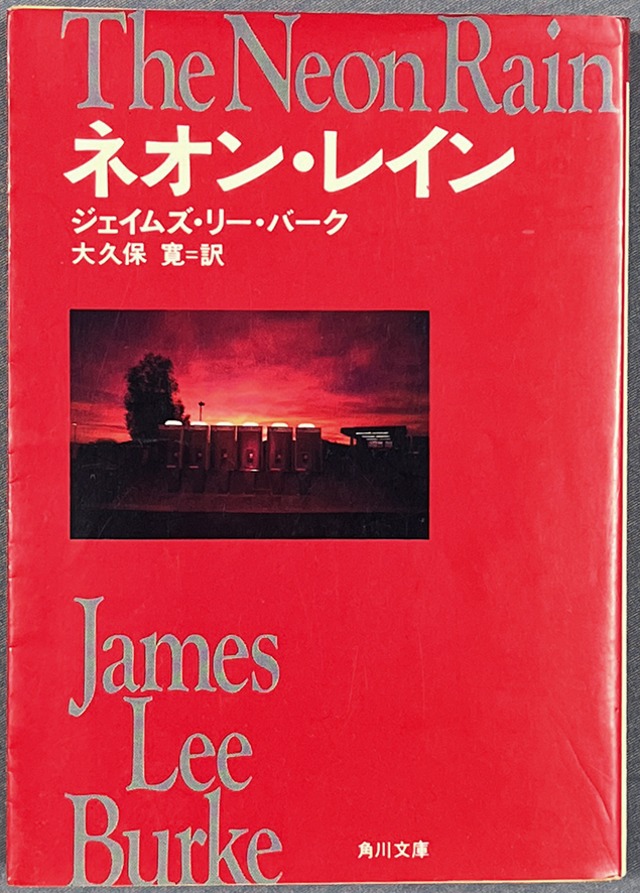 The Neon Rain
ネオン・レイン
ジェイムズ・リー・バーク
大久保 寛=訳
James
Lee
Burke
角川文庫